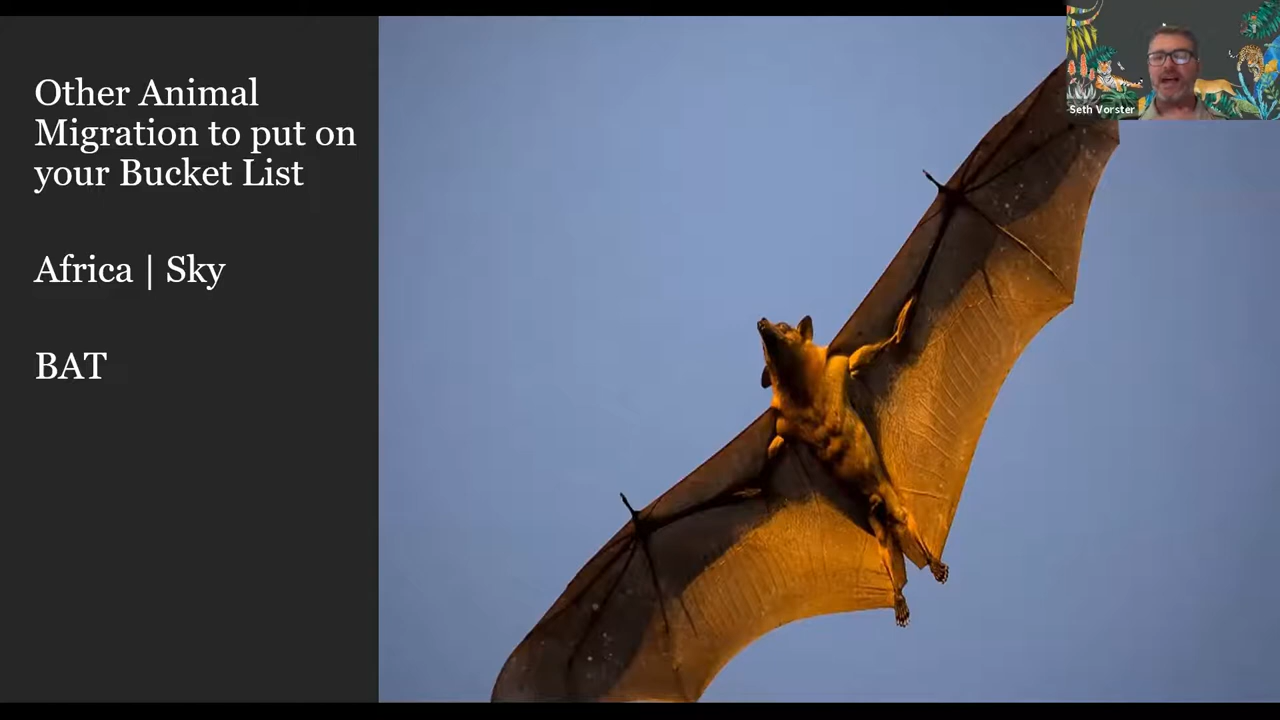 Other Animal
Migration to put on
your Bucket List
Africa | Sky
BAT
Seth Vorster